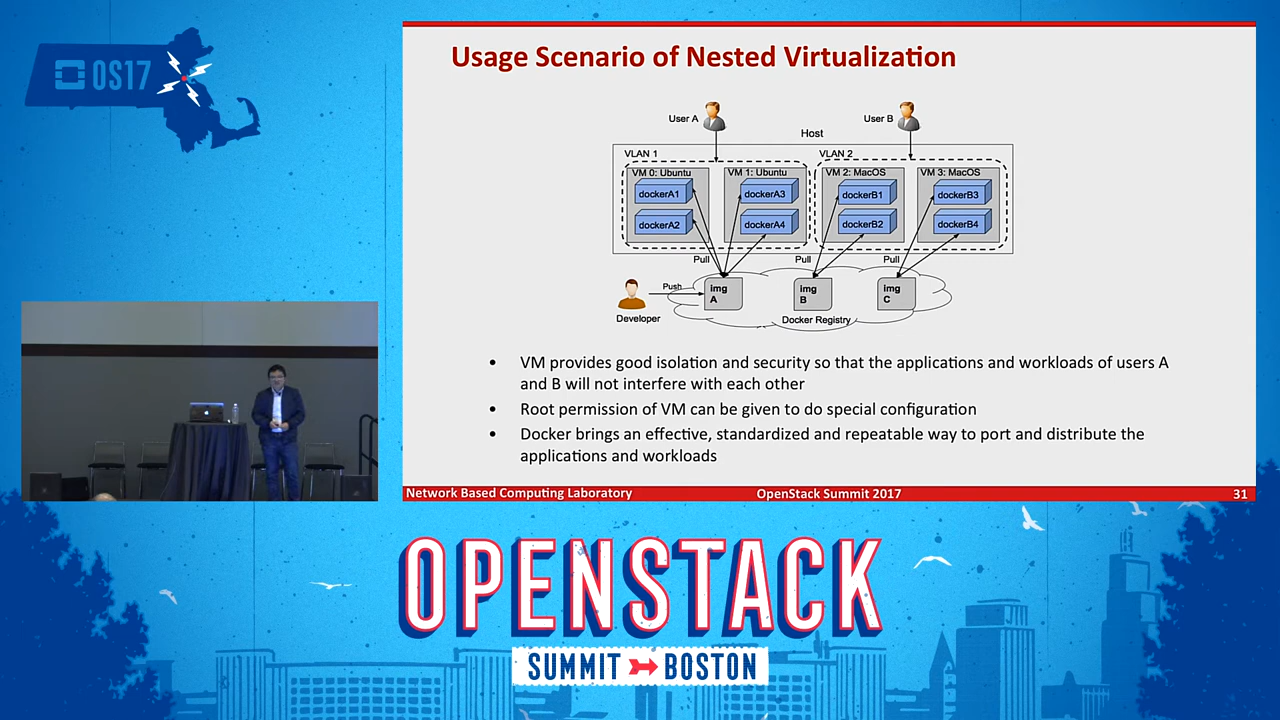 OS17
Usage Scenario of Nested Virtualization
User A
User B
Host
VLAN 1
VLAN 2
VM 0: Ubuntu
VM 1: Ubuntu
VM 2: MacOS
VM 3: MacOS
dockerA1
dockerA3
dockerB1
dockerB3
dockerA2
dockerA4
dockerB2
dockerB4
Pull
Pull
Pull
Push
img
A
img
B
img
C
Developer
Docker Registry
• VM provides good isolation and security so that the applications and workloads of users A
and B will not interfere with each other
• Root permission of VM can be given to do special configuration
• Docker brings an effective, standardized and repeatable way to port and distribute the
applications and workloads
Network Based Computing Laboratory
OpenStack Summit 2017
31
OPENSTACK
SUMMIT BOSTON